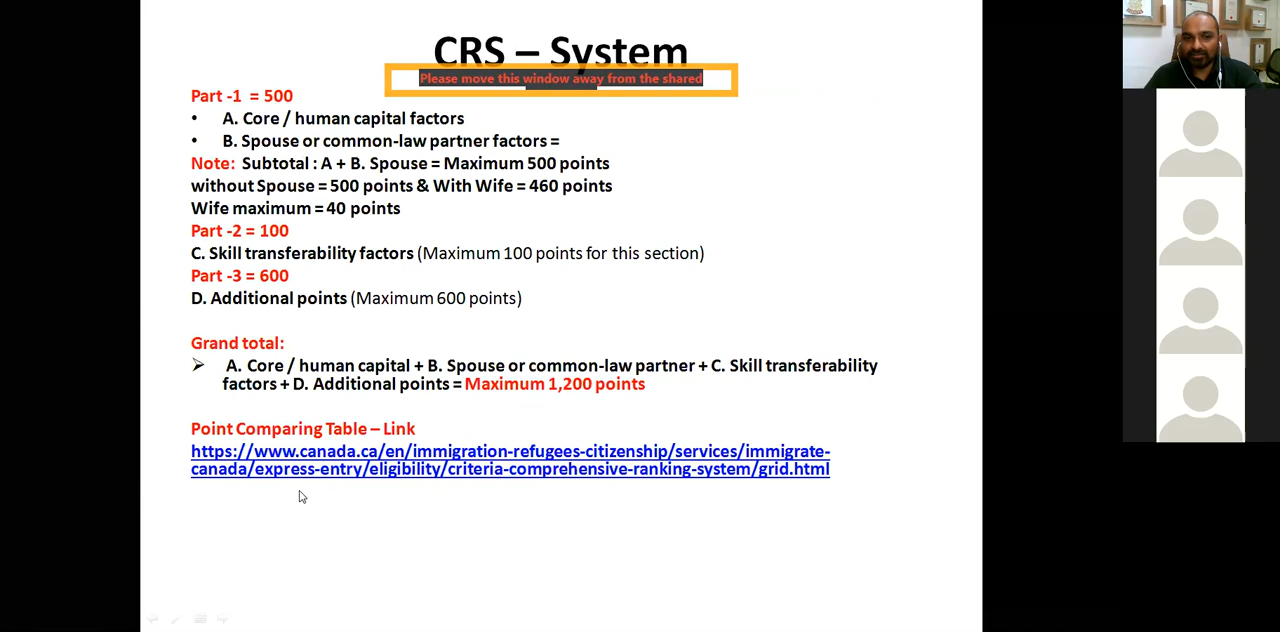 CRS – System
Please move this window away from the shared
Part -1 = 500
• A. Core / human capital factors
• B. Spouse or common-law partner factors =
Note: Subtotal : A + B. Spouse = Maximum 500 points
without Spouse = 500 points & With Wife = 460 points
Wife maximum = 40 points
Part -2 = 100
C. Skill transferability factors (Maximum 100 points for this section)
Part -3 = 600
D. Additional points (Maximum 600 points)
Grand total:
➢ A. Core / human capital + B. Spouse or common-law partner + C. Skill transferability
factors + D. Additional points = Maximum 1,200 points
Point Comparing Table – Link
https://www.canada.ca/en/immigration-refugees-citizenship/services/immigrate-
canada/express-entry/eligibility/criteria-comprehensive-ranking-system/grid.html